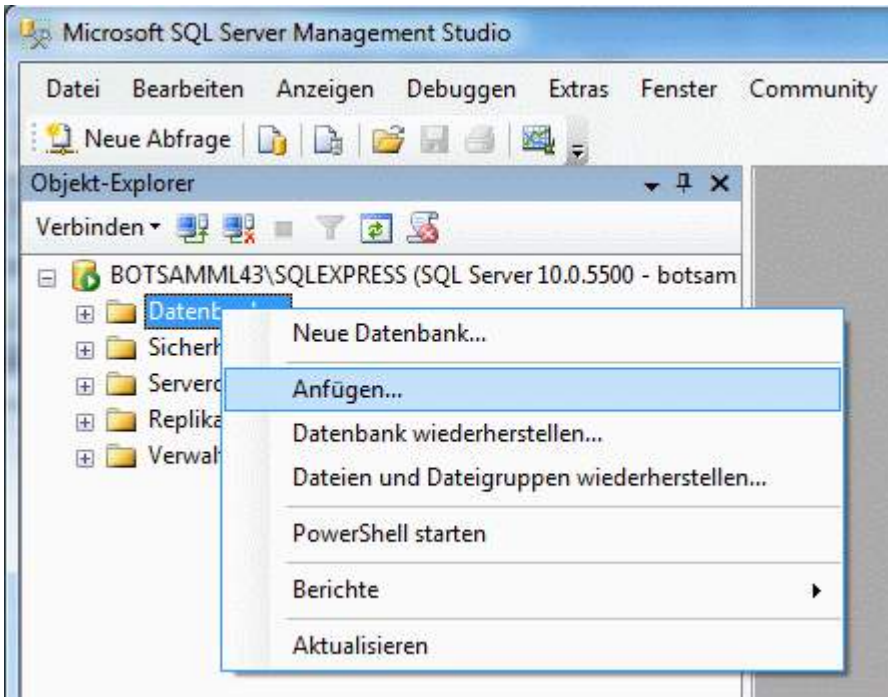 Microsoft SQL Server Management Studio
Datei Bearbeiten Anzeigen Debuggen Extras Fenster Community
Neue Abfrage
Objekt-Explorer
Verbinden
BOTSAMML43\SQLEXPRESS (SQL Server 10.0.5500 - botsam
Datenb
Sicherh
Servero
Replika
Verwalt
Neue Datenbank...
Anfügen...
Datenbank wiederherstellen...
Dateien und Dateigruppen wiederherstellen...
PowerShell starten
Berichte
Aktualisieren